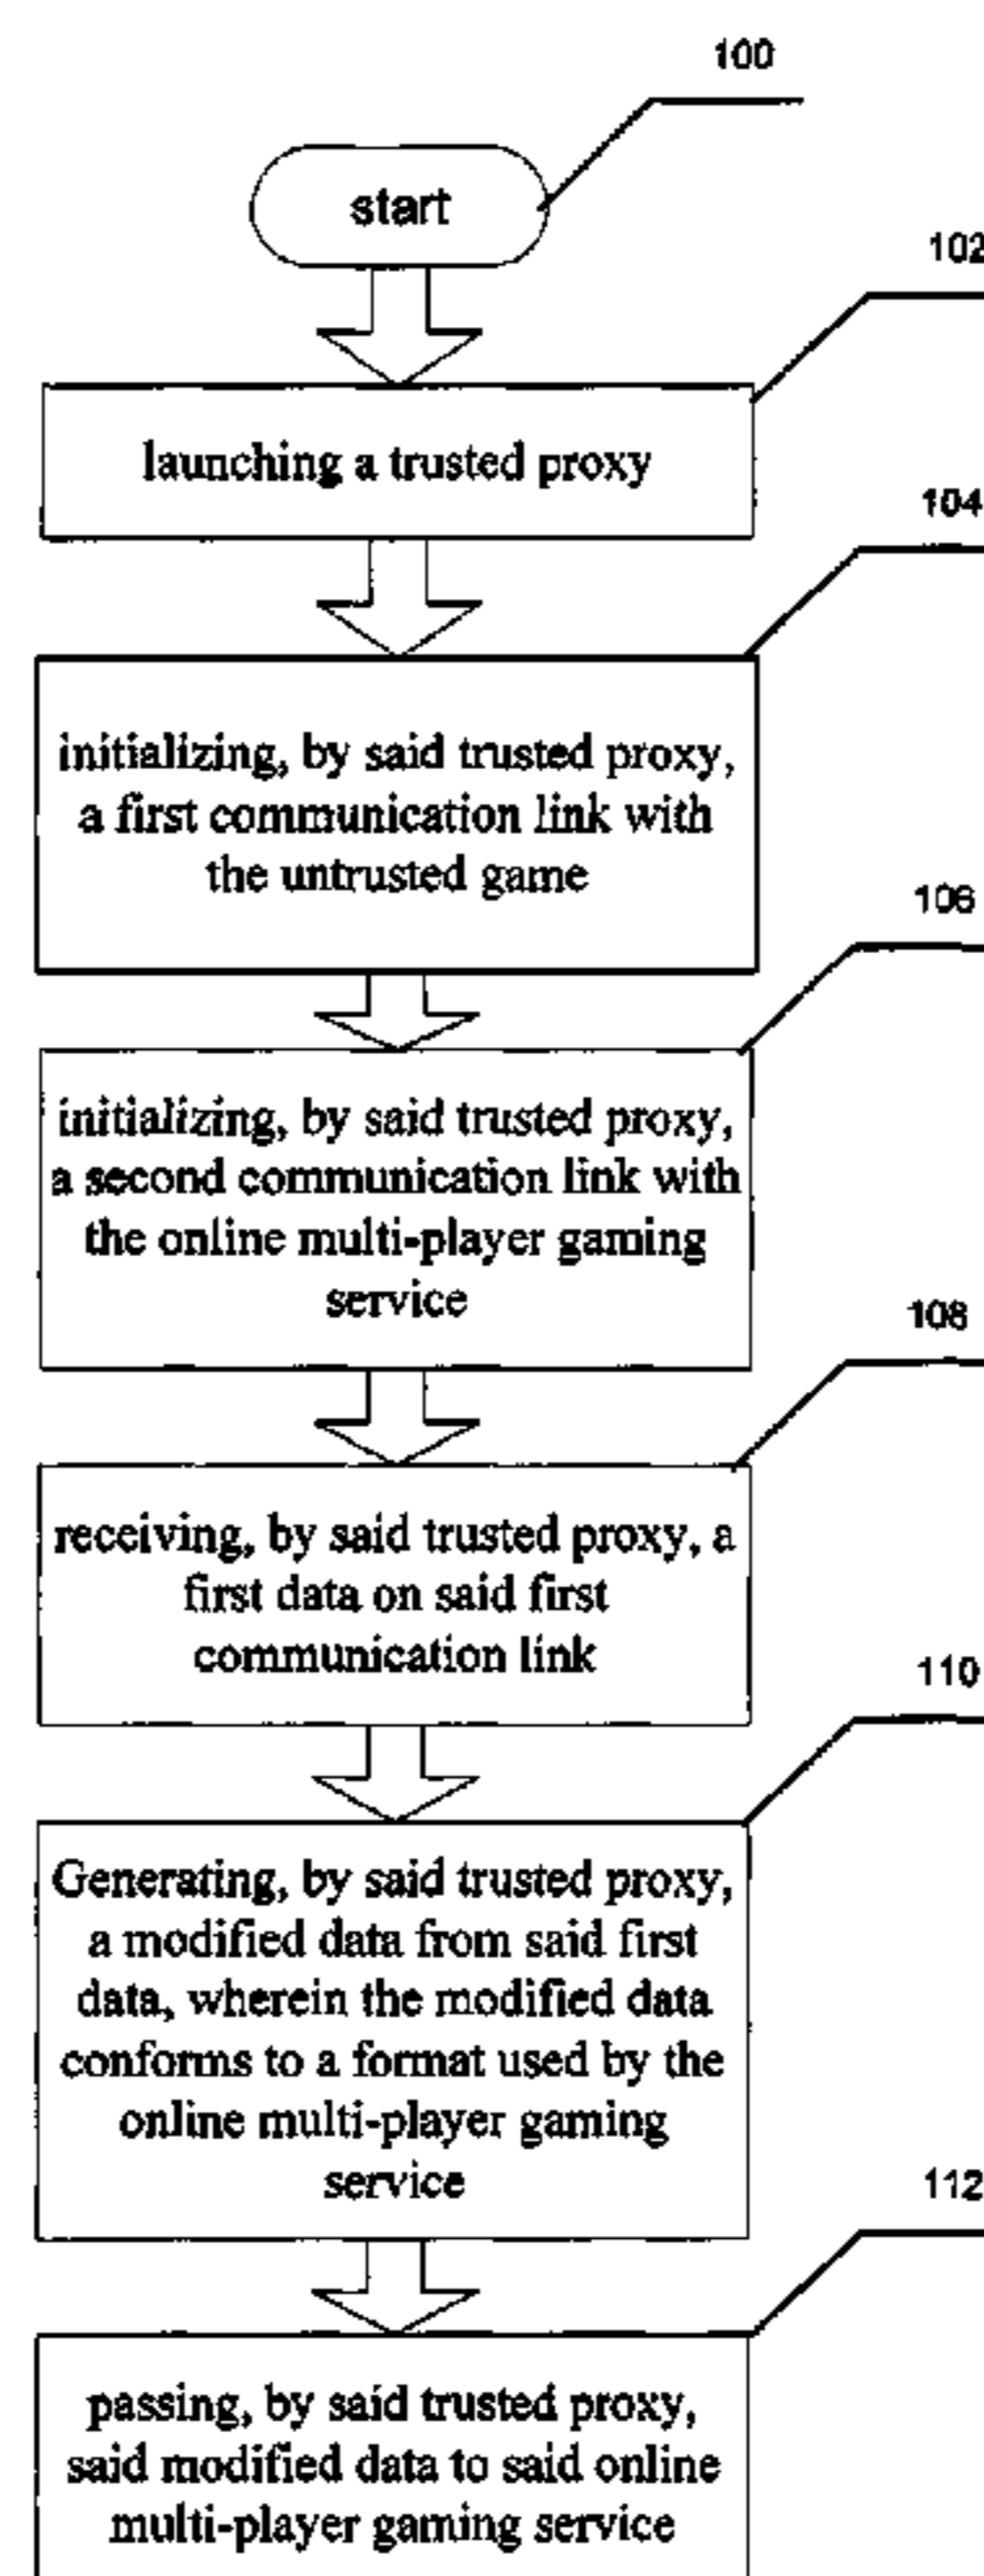 100
start
102
launching a trusted proxy
104
initializing, by said trusted proxy,
a first communication link with
the untrusted game
106
initializing, by said trusted proxy,
a second communication link with
the online multi-player gaming
service
108
receiving, by said trusted proxy, a
first data on said first
communication link
110
Generating, by said trusted proxy,
a modified data from said first
data, wherein the modified data
conforms to a format used by the
online multi-player gaming
service
112
passing, by said trusted proxy,
said modified data to said online
multi-player gaming service